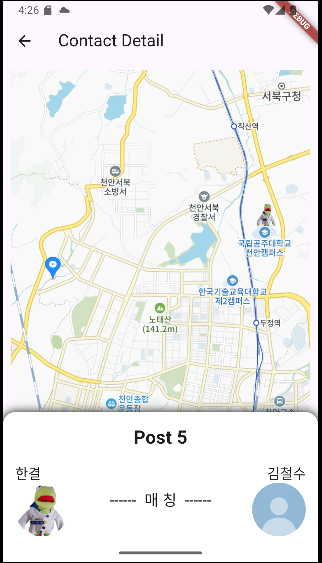 4:26
EBUG
Contact Detail
서북구청
직산역
천안서북
소방서
천안서북
경찰서
국립공주대학교
천안캠퍼스
한국기술교육대학교
제2캠퍼스
노태산
(141.2m)
두정역
천안종합
운동장
Post 5
한결
김철수
------ 매 칭 ------